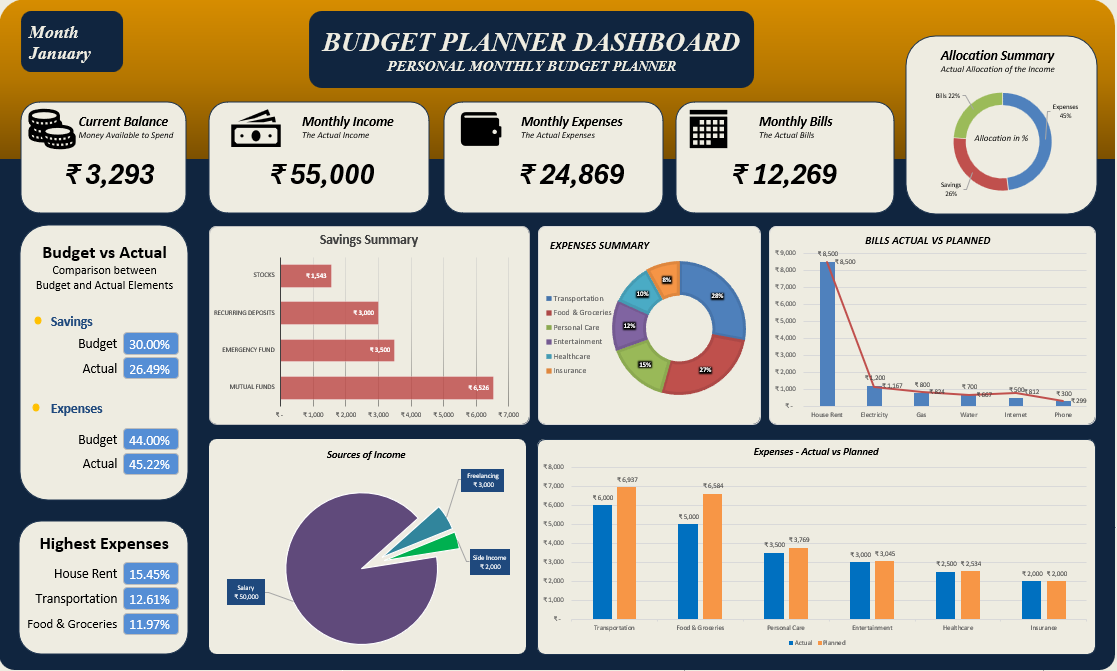 Month
January
BUDGET PLANNER DASHBOARD
PERSONAL MONTHLY BUDGET PLANNER
Current Balance
Money Available to Spend
₹ 3,293
Monthly Income
The Actual Income
₹ 55,000
Monthly Expenses
The Actual Expenses
₹ 24,869
Monthly Bills
The Actual Bills
₹ 12,269
Allocation Summary
Actual Allocation of the Income
Bills 22%
Expenses
45%
Allocation in %
Savings
26%
Budget vs Actual
Comparison between
Budget and Actual Elements
Savings
Budget 30.00%
Actual 26.49%
Expenses
Budget 44.00%
Actual 45.22%
Highest Expenses
House Rent 15.45%
Transportation 12.61%
Food & Groceries 11.97%
Savings Summary
STOCKS ₹ 1,543
RECURRING DEPOSITS ₹ 3,000
EMERGENCY FUND ₹ 3,500
MUTUAL FUNDS ₹ 6,526
₹ - ₹ 1,000 ₹ 2,000 ₹ 3,000 ₹ 4,000 ₹ 5,000 ₹ 6,000 ₹ 7,000
EXPENSES SUMMARY
Transportation
Food & Groceries
Personal Care
Entertainment
Healthcare
Insurance
28%
27%
15%
12%
10%
8%
BILLS ACTUAL VS PLANNED
₹ 9,000
₹ 8,000
₹ 7,000
₹ 6,000
₹ 5,000
₹ 4,000
₹ 3,000
₹ 2,000
₹ 1,000
₹ -
₹ 8,500
₹ 8,500
₹ 1,200
₹ 1,167
₹ 800
₹ 824
₹ 700
₹ 667
₹ 500
₹ 812
₹ 300
₹ 299
House Rent Electricity Gas Water Internet Phone
Sources of Income
Freelancing
₹ 3,000
Side Income
₹ 2,000
Salary
₹ 50,000
Expenses - Actual vs Planned
₹ 8,000
₹ 7,000
₹ 6,000
₹ 5,000
₹ 4,000
₹ 3,000
₹ 2,000
₹ 1,000
₹ -
₹ 6,000 ₹ 6,937
₹ 5,000 ₹ 6,584
₹ 3,500 ₹ 3,769
₹ 3,000 ₹ 3,045
₹ 2,500 ₹ 2,534
₹ 2,000 ₹ 2,000
Transportation Food & Groceries Personal Care Entertainment Healthcare Insurance
Actual Planned